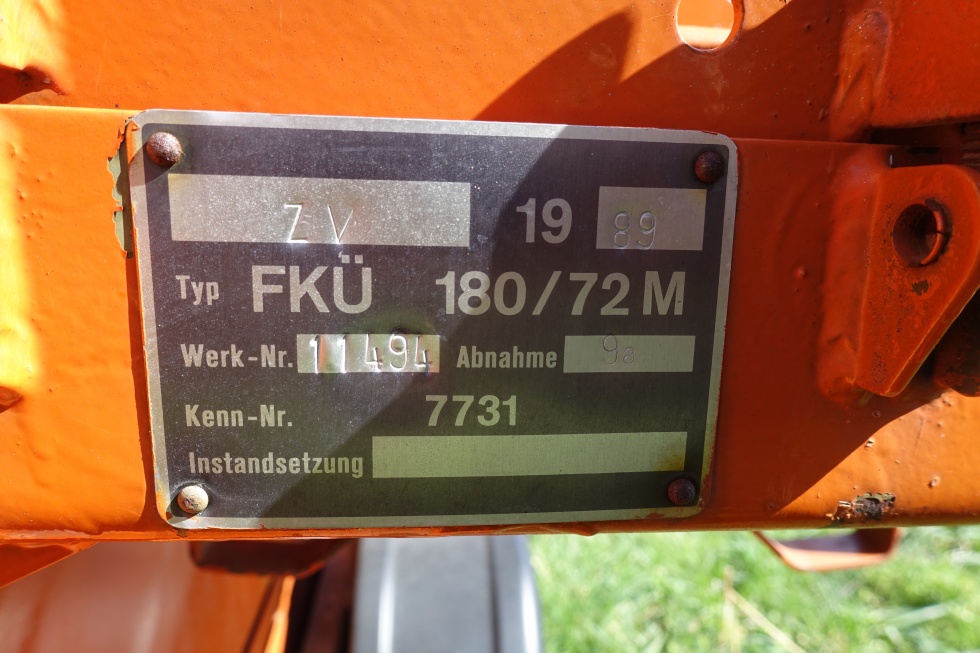 ZV 19 89
Typ FKÜ 180/72 M
Werk-Nr. 11494 Abnahme 9a
Kenn-Nr. 7731
Instandsetzung